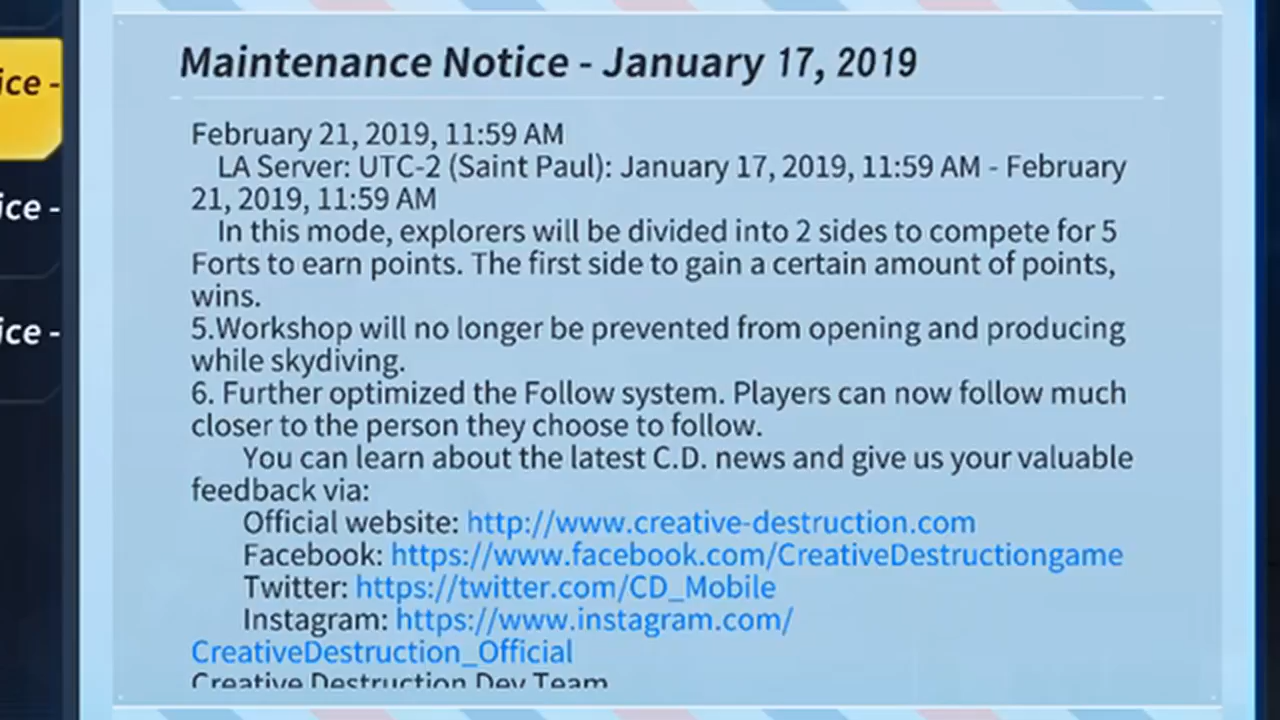 Maintenance Notice - January 17, 2019
ice -
February 21, 2019, 11:59 AM
LA Server: UTC-2 (Saint Paul): January 17, 2019, 11:59 AM - February
21, 2019, 11:59 AM
ice -
In this mode, explorers will be divided into 2 sides to compete for 5
Forts to earn points. The first side to gain a certain amount of points,
wins.
5.Workshop will no longer be prevented from opening and producing
ice -
while skydiving.
6. Further optimized the Follow system. Players can now follow much
closer to the person they choose to follow.
You can learn about the latest C.D. news and give us your valuable
feedback via:
Official website: http://www.creative-destruction.com
Facebook: https://www.facebook.com/CreativeDestructiongame
Twitter: https://twitter.com/CD_Mobile
Instagram: https://www.instagram.com/
CreativeDestruction_Official
Creative Destruction Dev Team